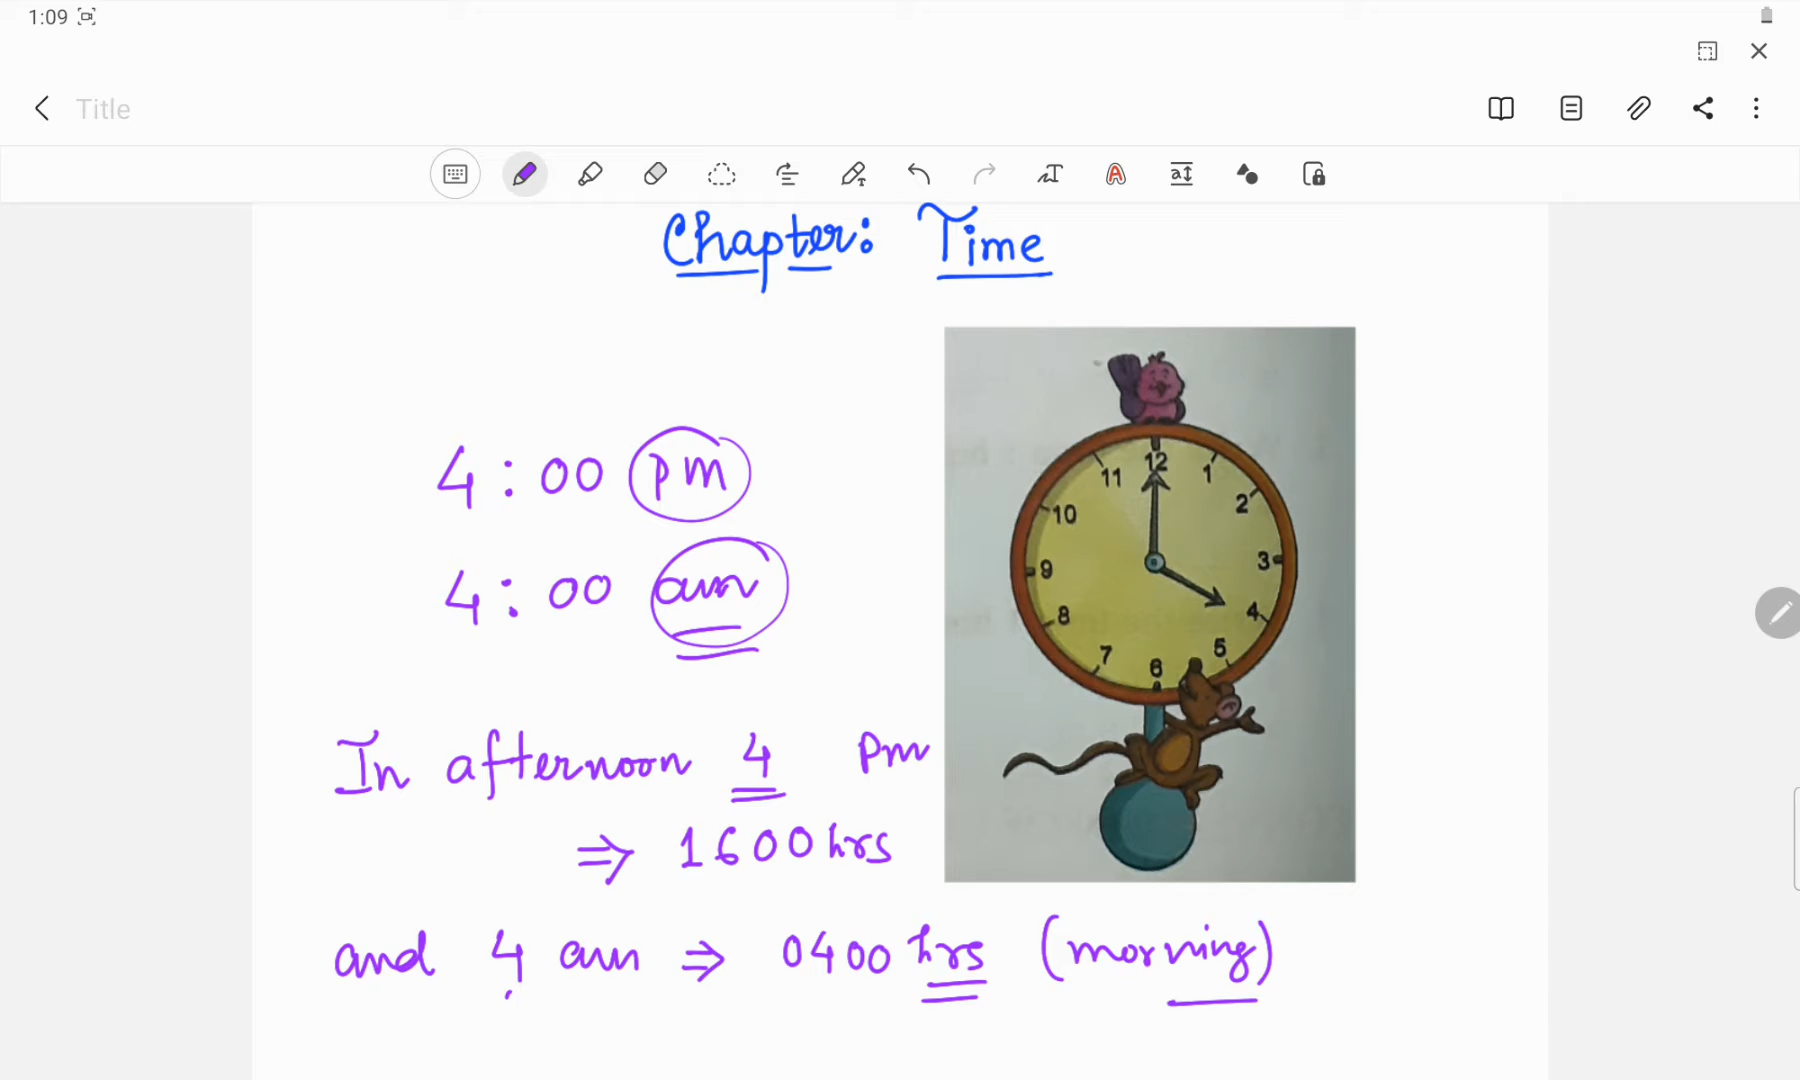 1:09
Title
Chapter: Time
4:00 pm
4:00 am
In afternoon 4 pm
⇒ 1600 hrs
and 4 am ⇒ 0400 hrs (morning)
12
11 1
10 2
9 3
8 4
7 5
6